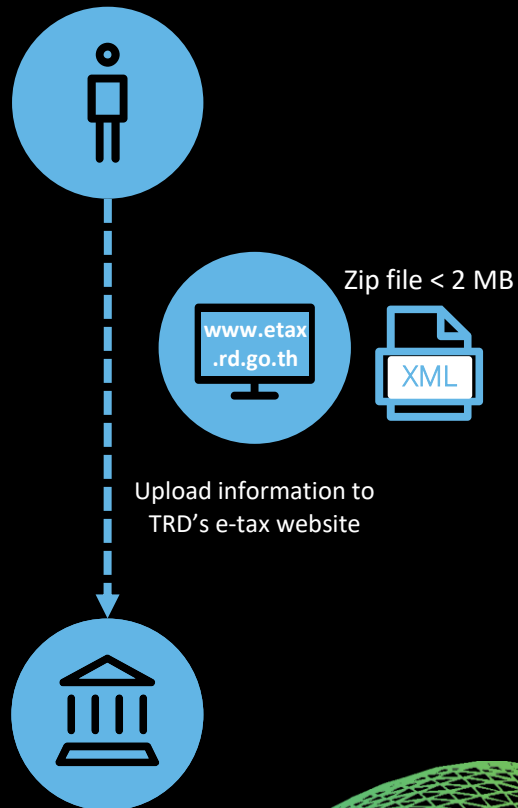 Zip file < 2 MB
www.etax
.rd.go.th
XML
Upload information to
TRD's e-tax website